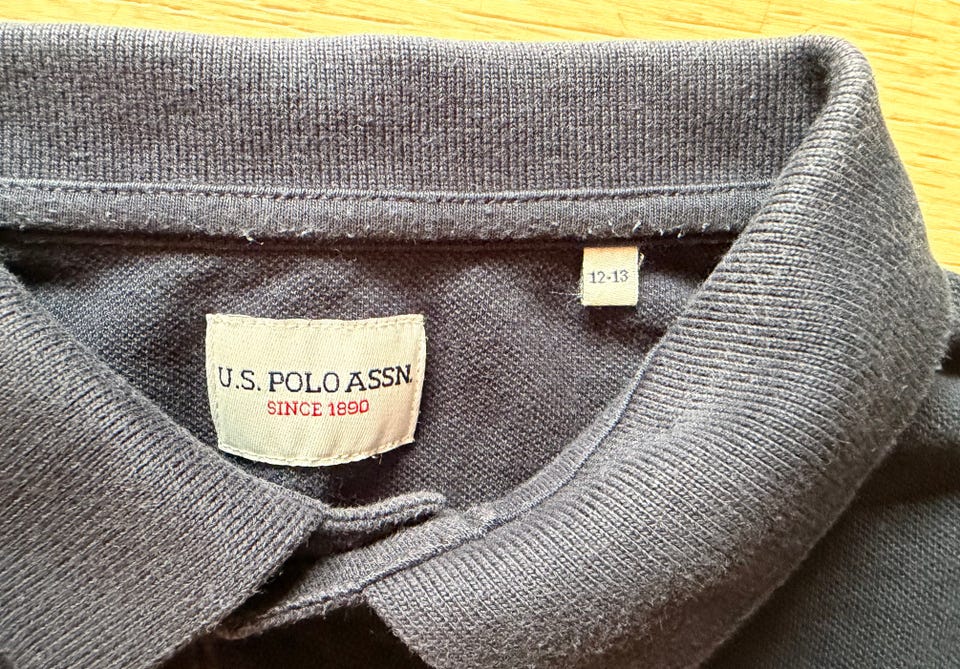 12-13
U.S. POLO ASSN.
SINCE 1890